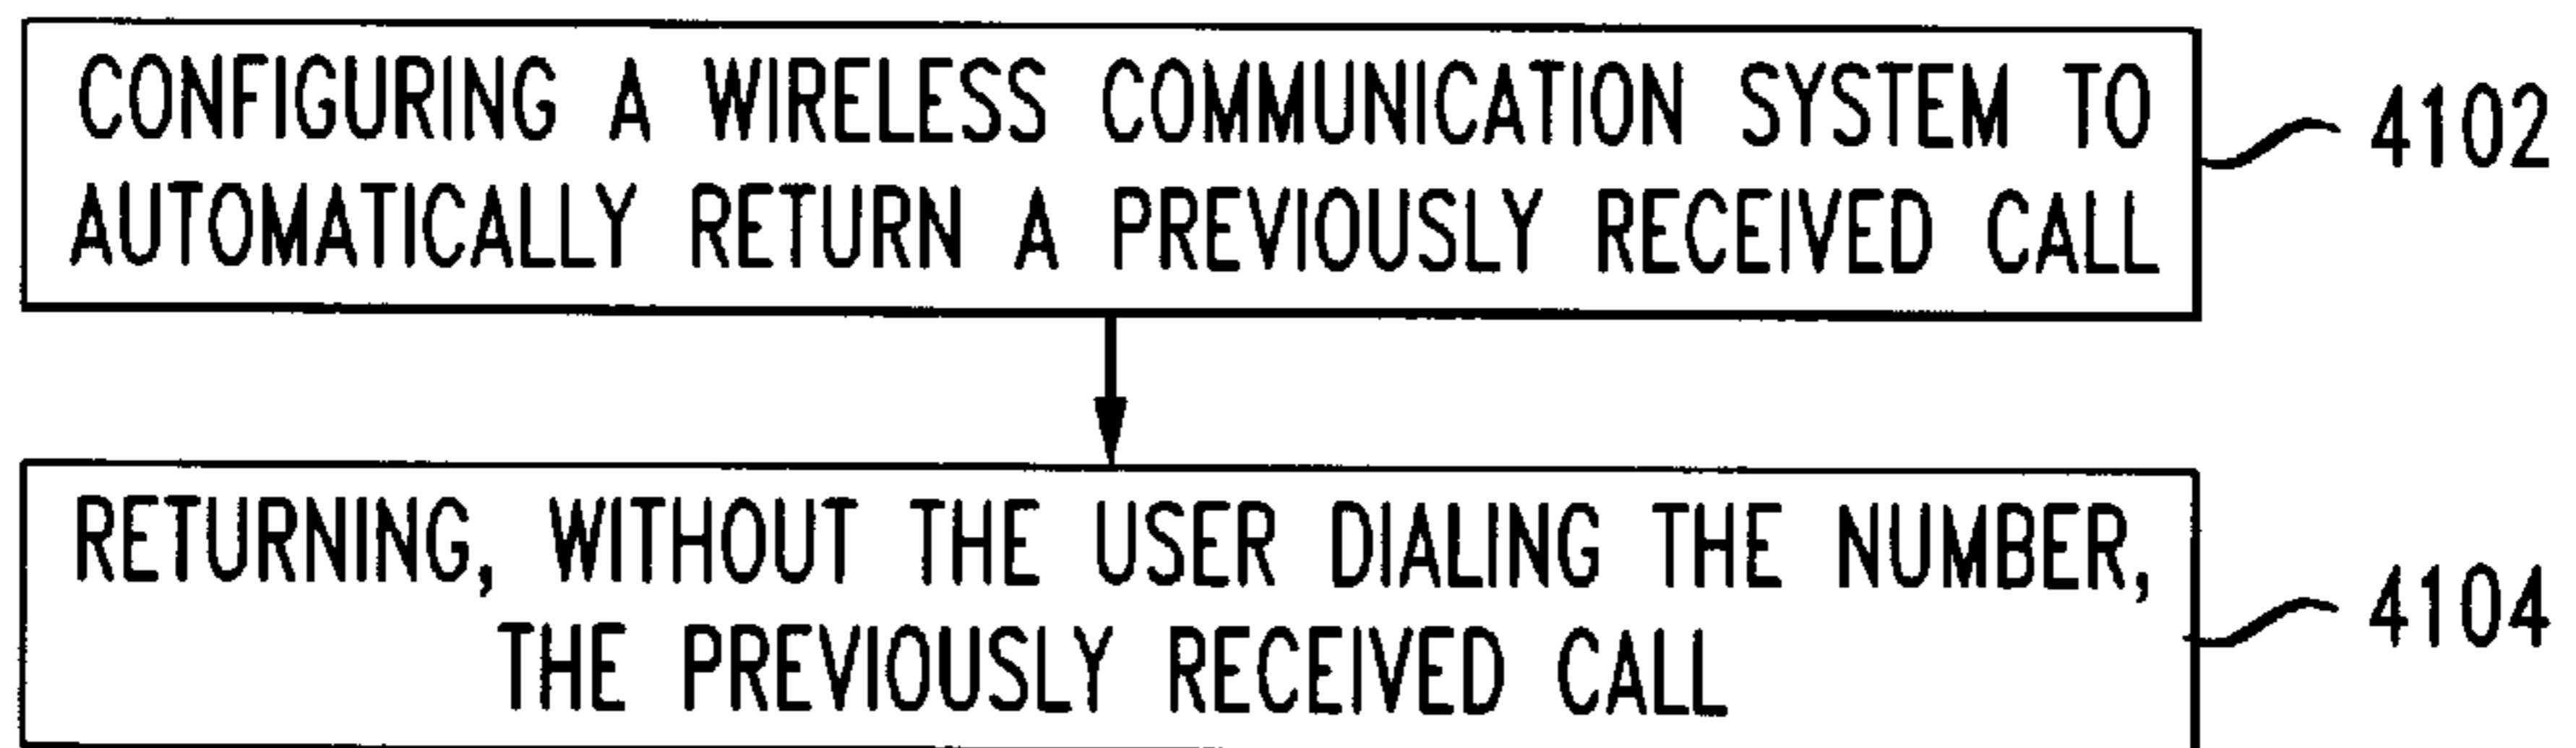 CONFIGURING A WIRELESS COMMUNICATION SYSTEM TO
AUTOMATICALLY RETURN A PREVIOUSLY RECEIVED CALL
4102
RETURNING, WITHOUT THE USER DIALING THE NUMBER,
THE PREVIOUSLY RECEIVED CALL
4104